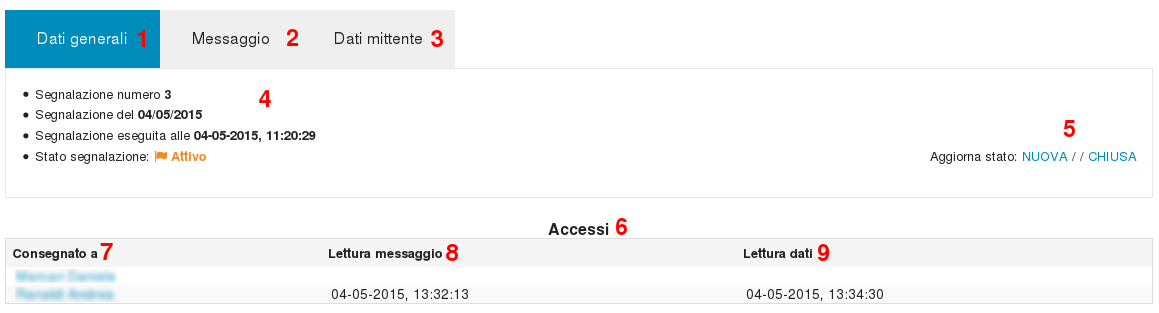 Dati generali 1 Messaggio 2 Dati mittente 3
Segnalazione numero 3 4
Segnalazione del 04/05/2015
Segnalazione eseguita alle 04-05-2015, 11:20:29
5
Stato segnalazione: Attivo Aggiorna stato: NUOVA / / CHIUSA
Accessi 6
Consegnato a 7 Lettura messaggio 8 Lettura dati 9
04-05-2015, 13:32:13 04-05-2015, 13:34:30